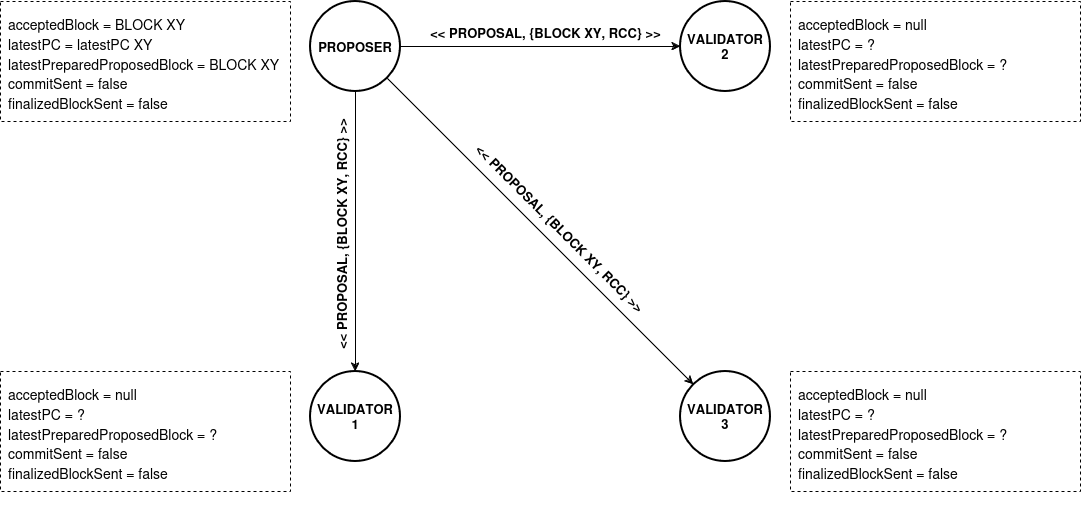 acceptedBlock = BLOCK XY
latestPC = latestPC XY
latestPreparedProposedBlock = BLOCK XY
commitSent = false
finalizedBlockSent = false
PROPOSER
<< PROPOSAL, {BLOCK XY, RCC} >>
VALIDATOR
2
acceptedBlock = null
latestPC = ?
latestPreparedProposedBlock = ?
commitSent = false
finalizedBlockSent = false
<< PROPOSAL, {BLOCK XY, RCC} >>
<< PROPOSAL, {BLOCK XY, RCC} >>
acceptedBlock = null
latestPC = ?
latestPreparedProposedBlock = ?
commitSent = false
finalizedBlockSent = false
VALIDATOR
1
VALIDATOR
3
acceptedBlock = null
latestPC = ?
latestPreparedProposedBlock = ?
commitSent = false
finalizedBlockSent = false